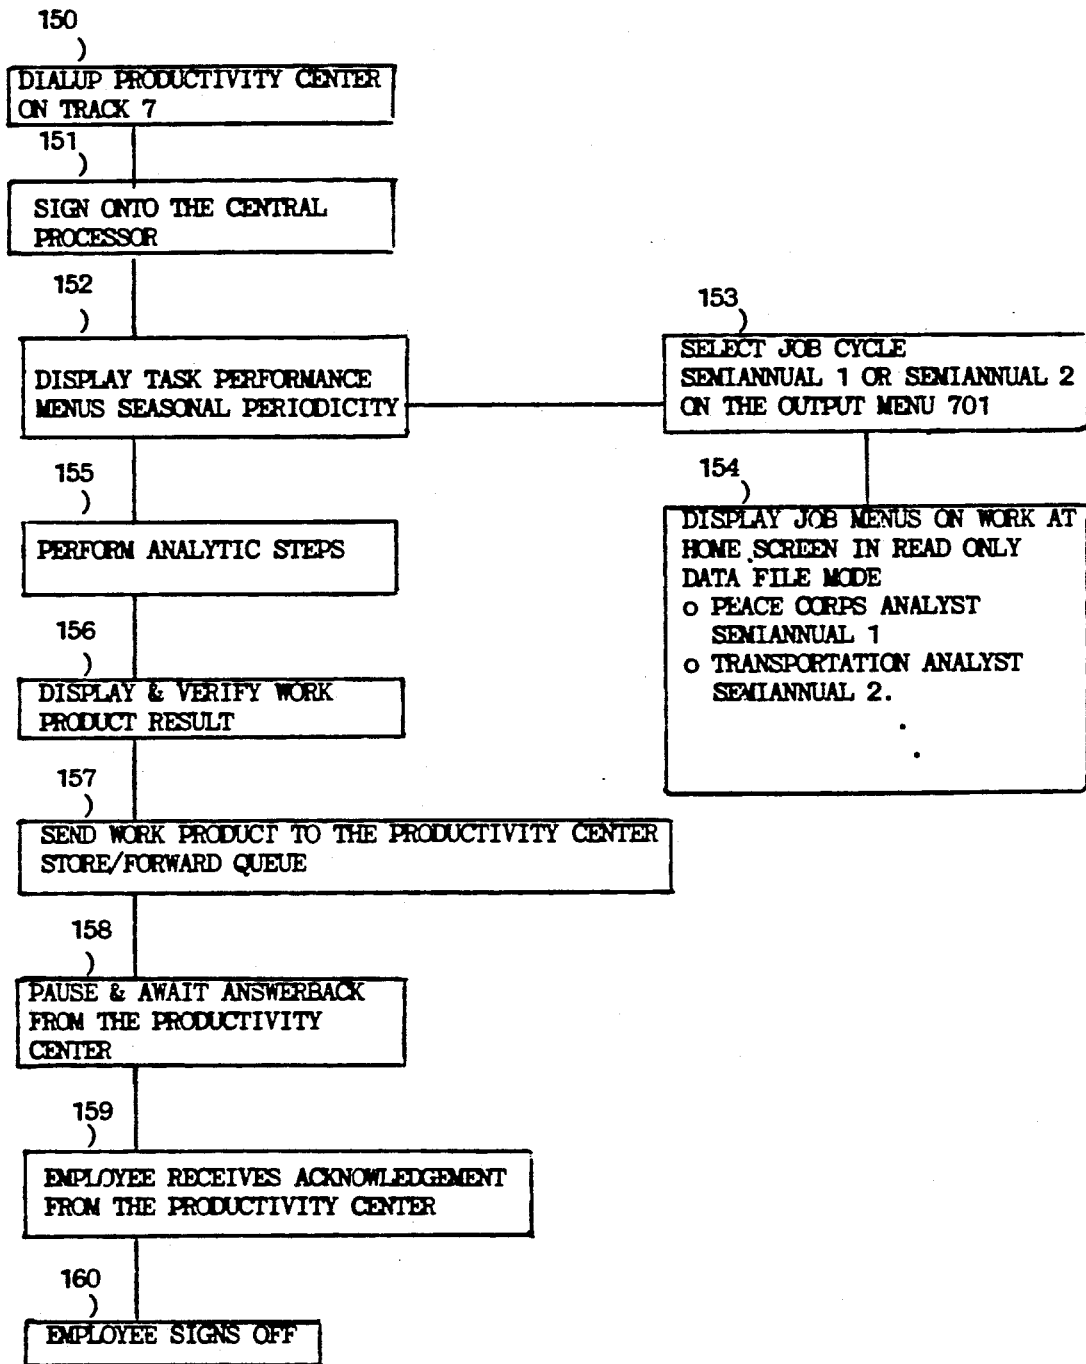 150
DIALUP PRODUCTIVITY CENTER
ON TRACK 7
151
SIGN ONTO THE CENTRAL
PROCESSOR
152
DISPLAY TASK PERFORMANCE
MENUS SEASONAL PERIODICITY
153
SELECT JOB CYCLE
SEMIANNUAL 1 OR SEMIANNUAL 2
ON THE OUTPUT MENU 701
154
DISPLAY JOB MENUS ON WORK AT
HOME SCREEN IN READ ONLY
DATA FILE MODE
o PEACE CORPS ANALYST
SEMIANNUAL 1
o TRANSPORTATION ANALYST
SEMIANNUAL 2.
155
PERFORM ANALYTIC STEPS
156
DISPLAY & VERIFY WORK
PRODUCT RESULT
157
SEND WORK PRODUCT TO THE PRODUCTIVITY CENTER
STORE/FORWARD QUEUE
158
PAUSE & AWAIT ANSWERBACK
FROM THE PRODUCTIVITY
CENTER
159
EMPLOYEE RECEIVES ACKNOWLEDGEMENT
FROM THE PRODUCTIVITY CENTER
160
EMPLOYEE SIGNS OFF